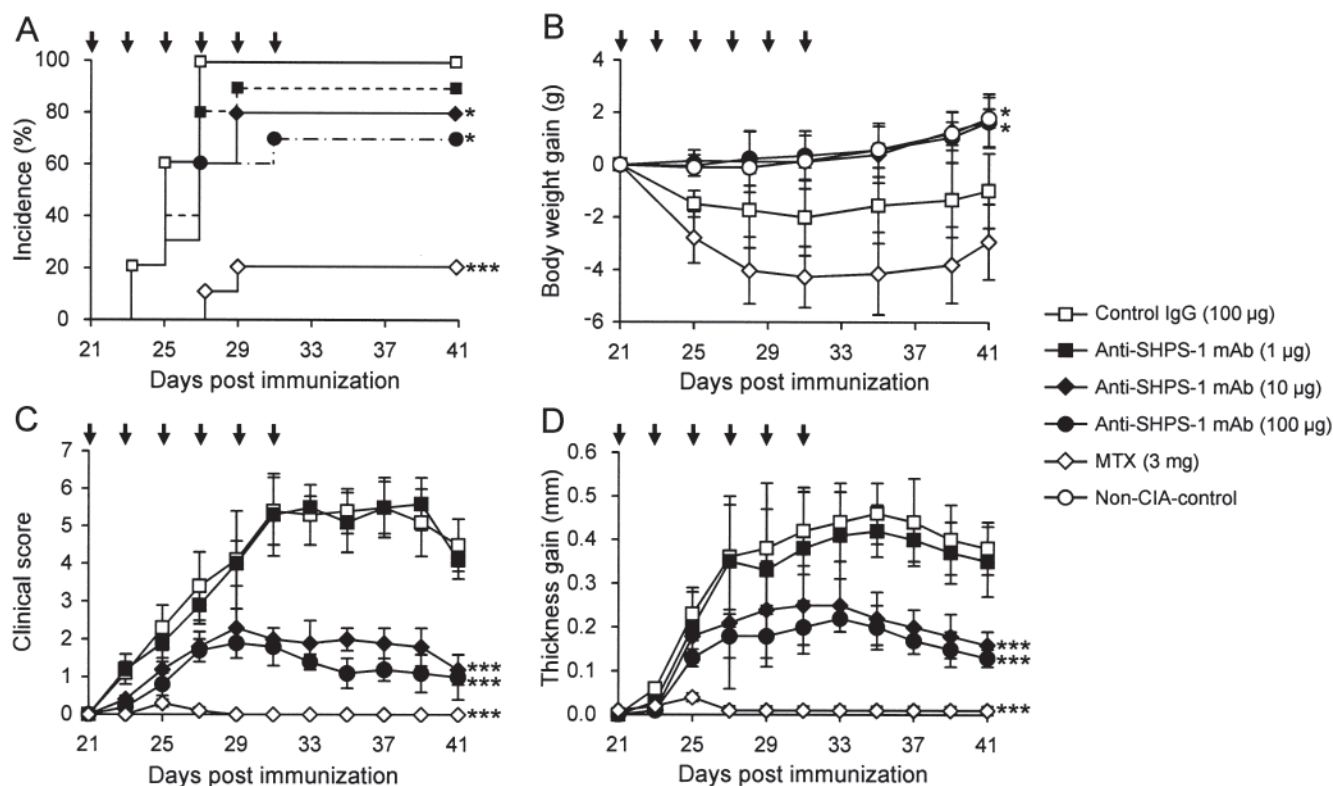 A
Incidence (%)
100
80
60
40
20
0
*
*
***
21 25 29 33 37 41
Days post immunization
B
Body weight gain (g)
4
2
0
-2
-4
-6
*
*
21 25 29 33 37 41
Days post immunization
Control IgG (100 µg)
Anti-SHPS-1 mAb (1 µg)
Anti-SHPS-1 mAb (10 µg)
Anti-SHPS-1 mAb (100 µg)
MTX (3 mg)
Non-CIA-control
C
Clinical score
7
6
5
4
3
2
1
0
***
***
***
21 25 29 33 37 41
Days post immunization
D
Thickness gain (mm)
0.6
0.5
0.4
0.3
0.2
0.1
0.0
***
***
***
21 25 29 33 37 41
Days post immunization